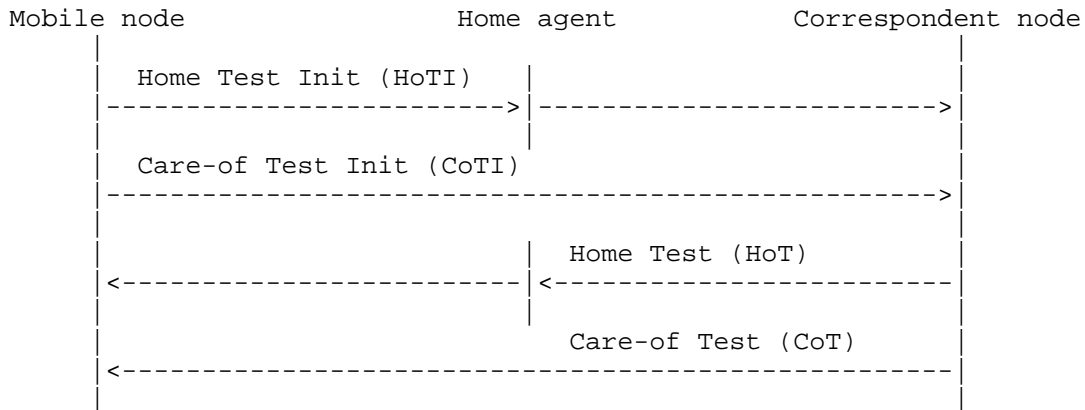 Mobile node Home agent Correspondent node
Home Test Init (HoTI)
Care-of Test Init (CoTI)
Home Test (HoT)
Care-of Test (CoT)